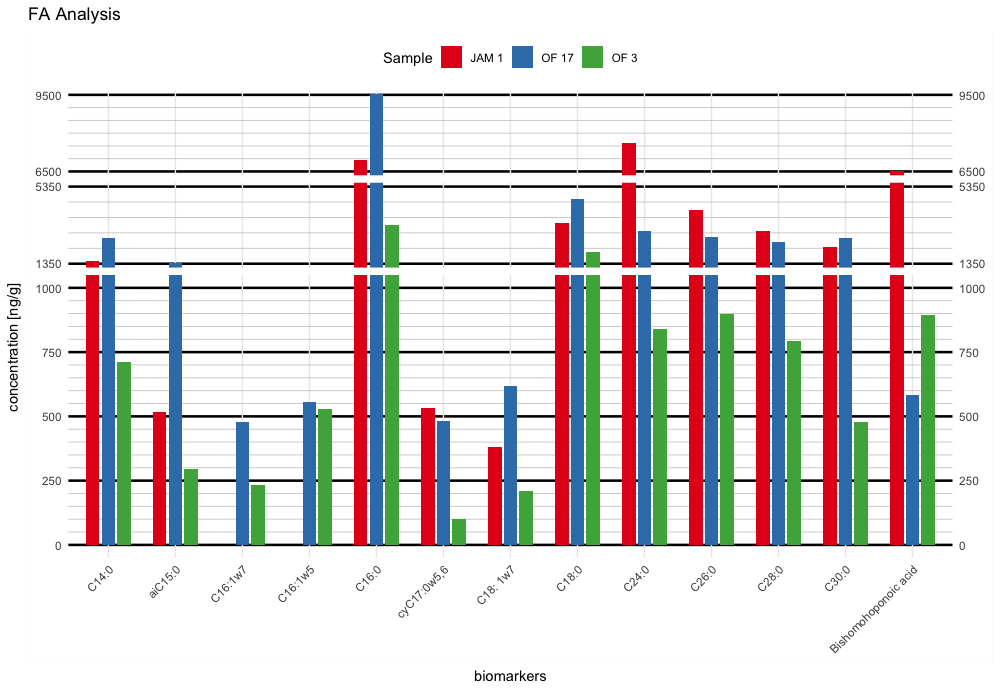 FA Analysis
Sample JAM 1 OF 17 OF 3
9500 9500
6500 6500
5350 5350
1350 1350
1000 1000
750 750
500 500
250 250
0 0
concentration [ng/g]
C14:0
aiC15:0
C16:1w7
C16:1w5
C16:0
cyC17:0w5,6
C18: 1w7
C18:0
C24:0
C26:0
C28:0
C30:0
Bishomohoponoic acid
biomarkers